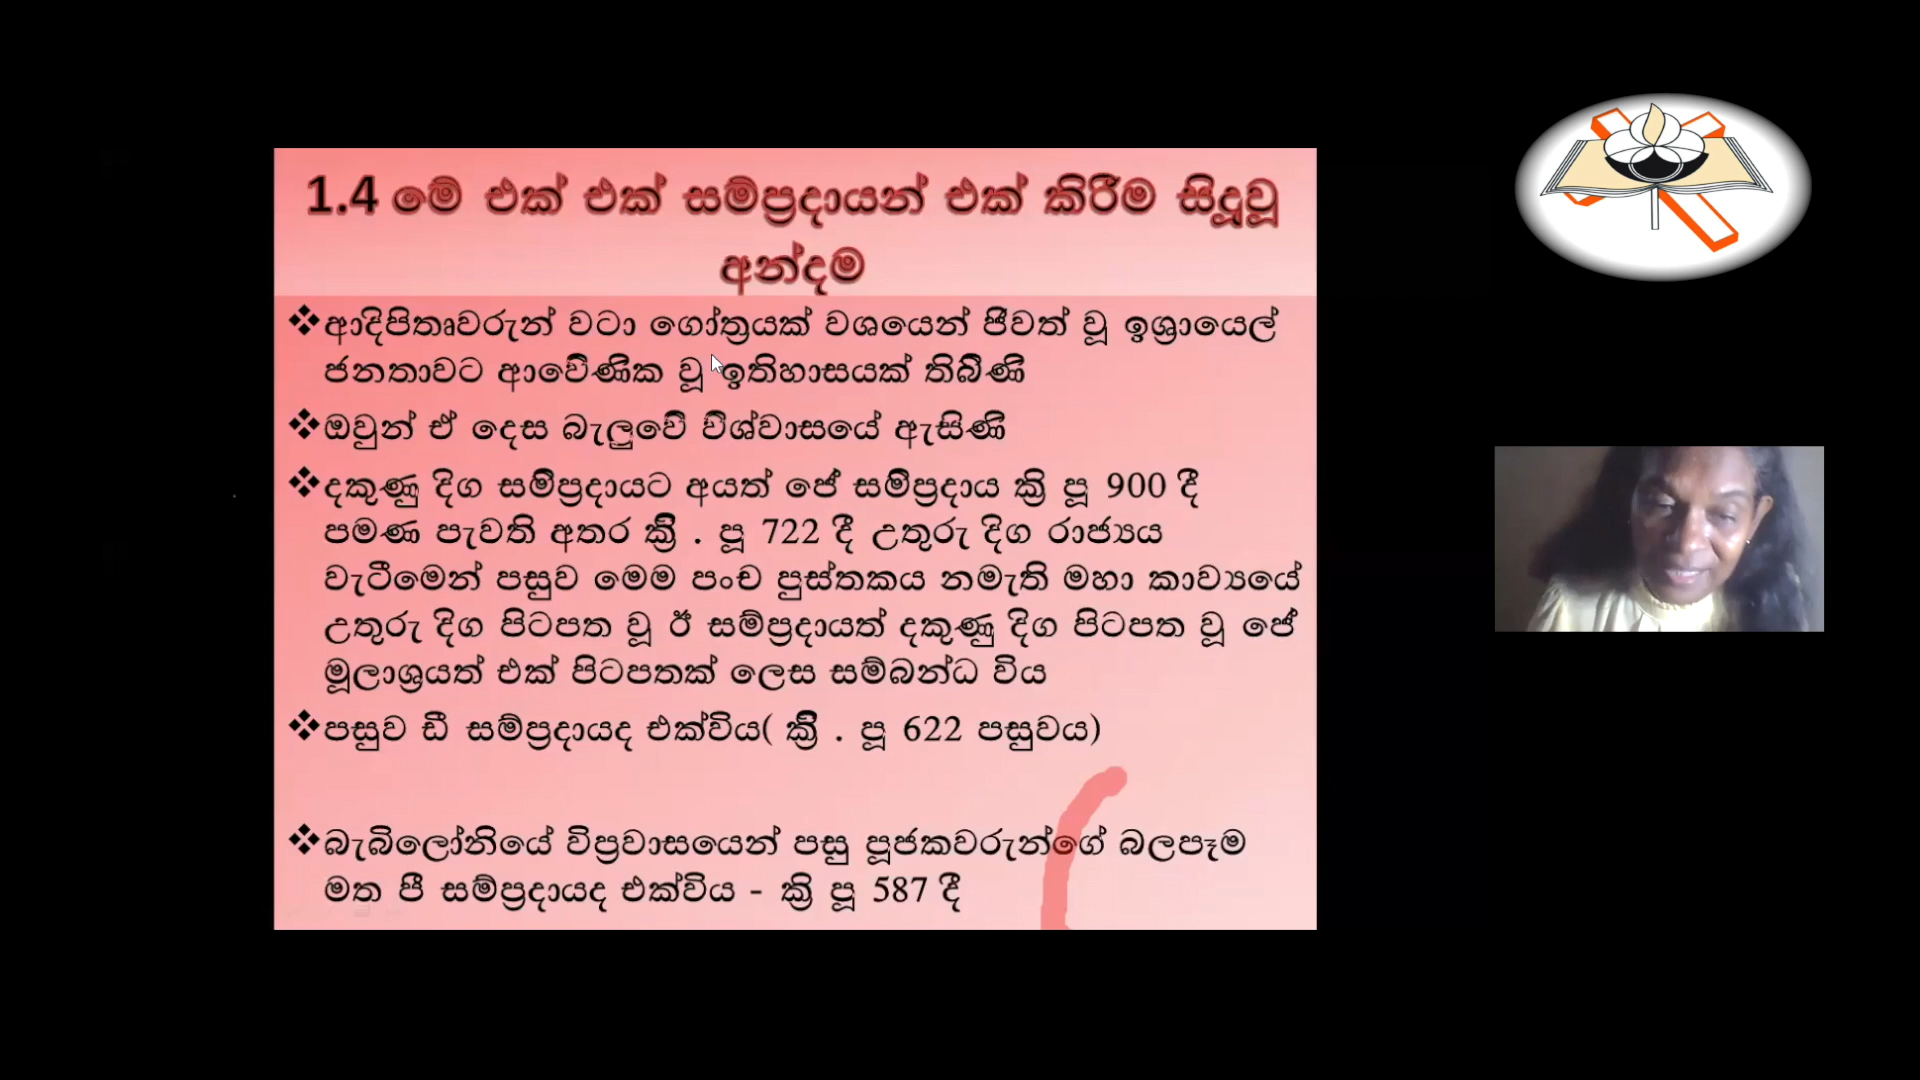 1.4 මේ එක් එක් සම්ප්‍රදායන් එක් කිරීම සිදුවූ
අන්දම
❖ආදිපිතෘවරුන් වටා ගෝත්‍රයක් වශයෙන් ජීවත් වූ ඉශ්‍රායෙල්
ජනතාවට ආවේණික වූ ඉතිහාසයක් තිබිණි
❖ඔවුන් ඒ දෙස බැලුවේ විශ්වාසයේ ඇසිණි
❖දකුණු දිග සම්ප්‍රදායට අයත් ජේ සම්ප්‍රදාය ක්‍රි පූ 900 දී
පමණ පැවති අතර ක්‍රි . පූ 722 දී උතුරු දිග රාජ්‍යය
වැටීමෙන් පසුව මෙම පංච පුස්තකය නමැති මහා කාව්‍යයේ
උතුරු දිග පිටපත වූ ඊ සම්ප්‍රදායත් දකුණු දිග පිටපත වූ ජේ
මූලාශ්‍රයත් එක් පිටපතක් ලෙස සම්බන්ධ විය
❖පසුව ඩී සම්ප්‍රදායද එක්විය( ක්‍රි . පූ 622 පසුවය)
❖බැබිලෝනියේ විප්‍රවාසයෙන් පසු පූජකවරුන්ගේ බලපෑම
මත පී සම්ප්‍රදායද එක්විය - ක්‍රි පූ 587 දී